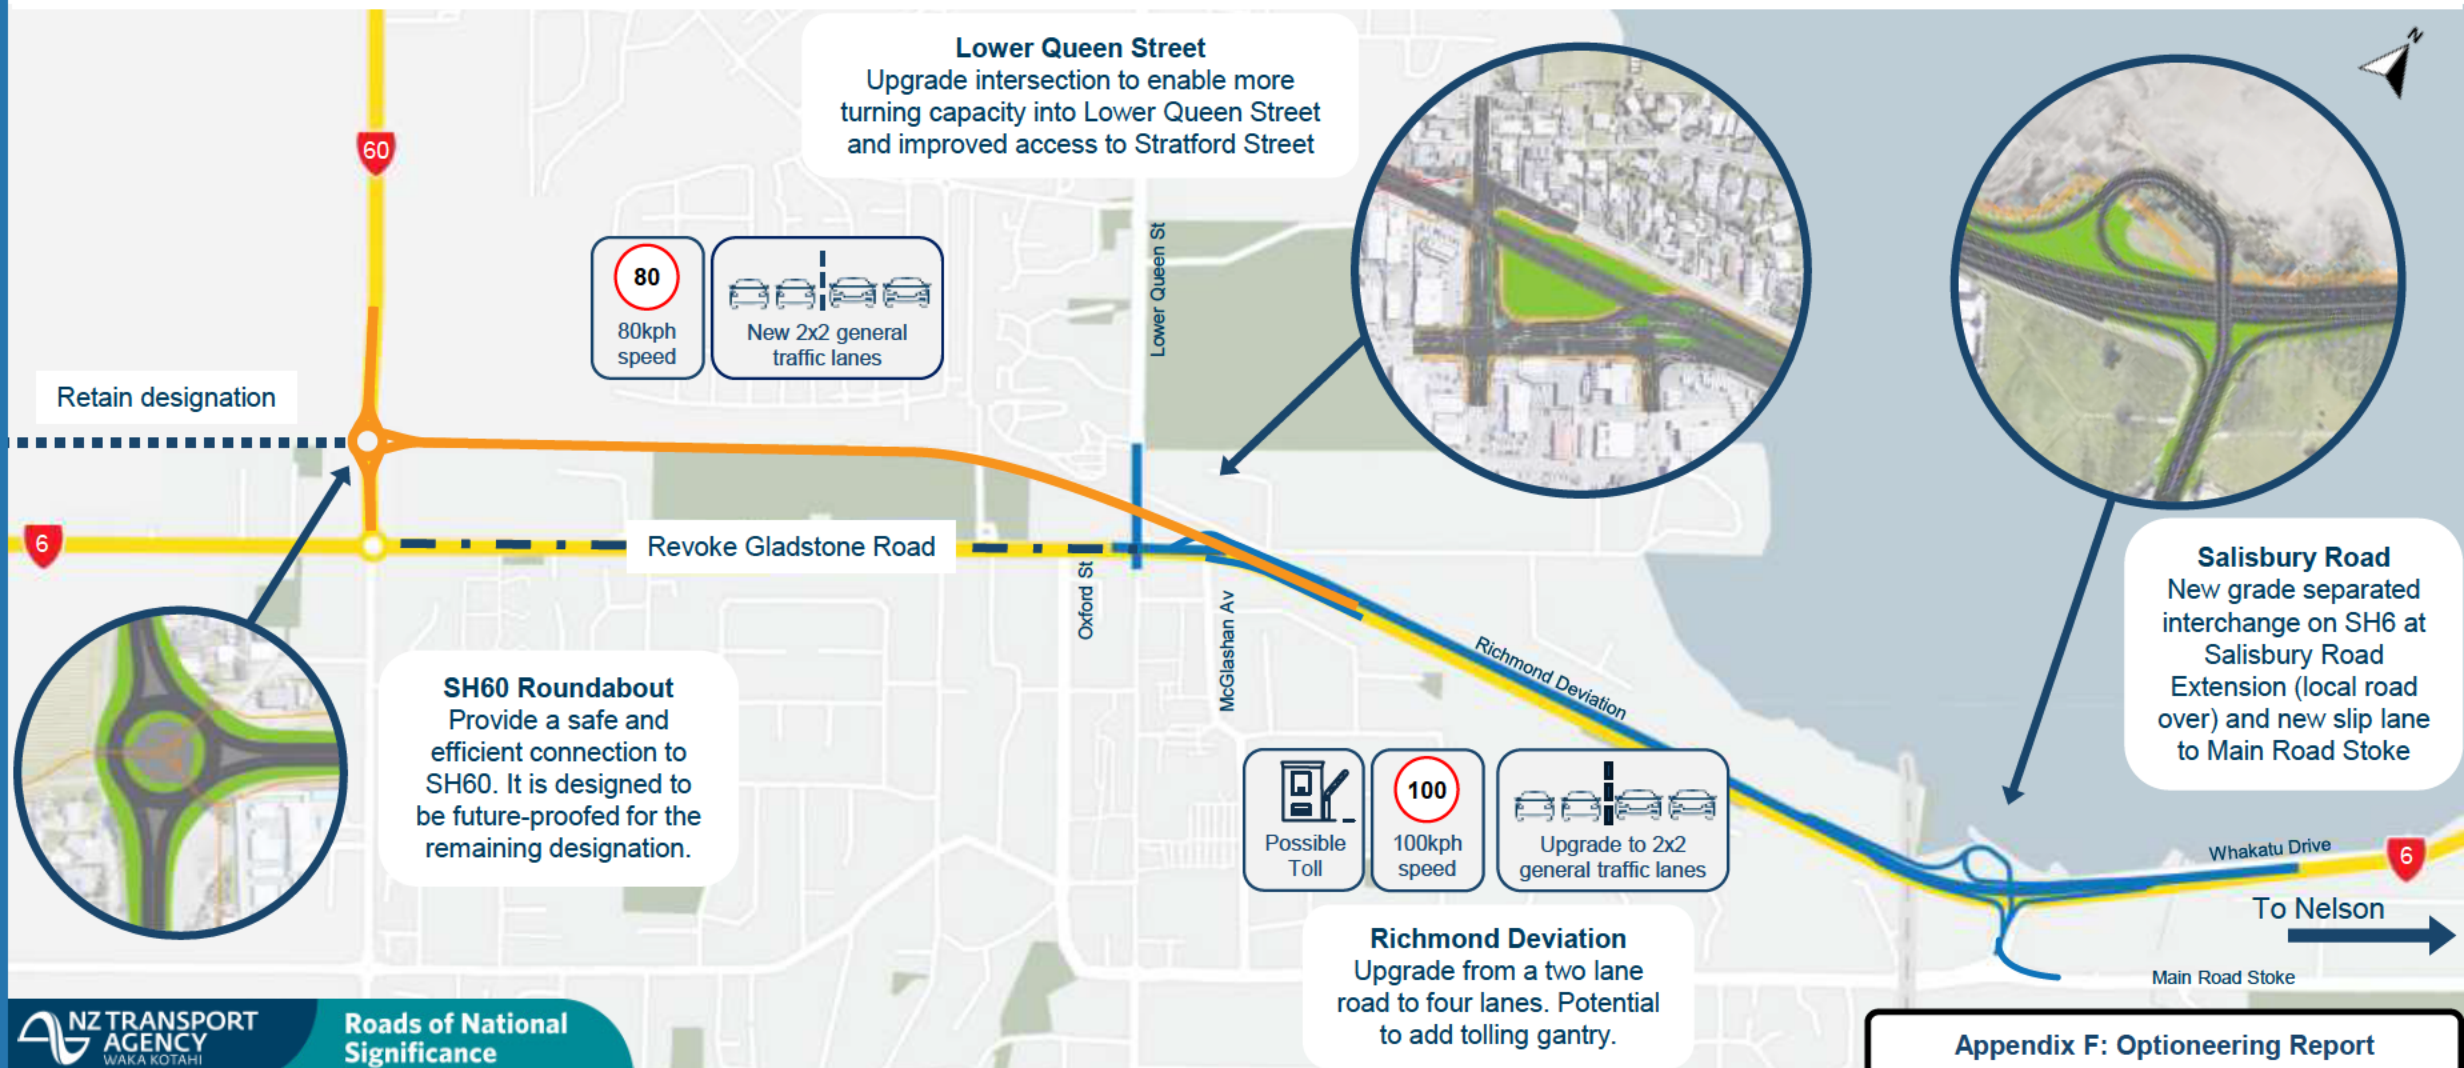 Lower Queen Street
Upgrade intersection to enable more
turning capacity into Lower Queen Street
and improved access to Stratford Street
N
60
80
80kph
speed
New 2x2 general
traffic lanes
Lower Queen St
Retain designation
6
Revoke Gladstone Road
Oxford St
McGlashan Av
Richmond Deviation
Salisbury Road
New grade separated
interchange on SH6 at
Salisbury Road
Extension (local road
over) and new slip lane
to Main Road Stoke
SH60 Roundabout
Provide a safe and
efficient connection to
SH60. It is designed to
be future-proofed for the
remaining designation.
Possible
Toll
100
100kph
speed
Upgrade to 2x2
general traffic lanes
Whakatu Drive
6
To Nelson
Main Road Stoke
Richmond Deviation
Upgrade from a two lane
road to four lanes. Potential
to add tolling gantry.
NZ TRANSPORT
AGENCY
WAKA KOTAHI
Roads of National
Significance
Appendix F: Optioneering Report